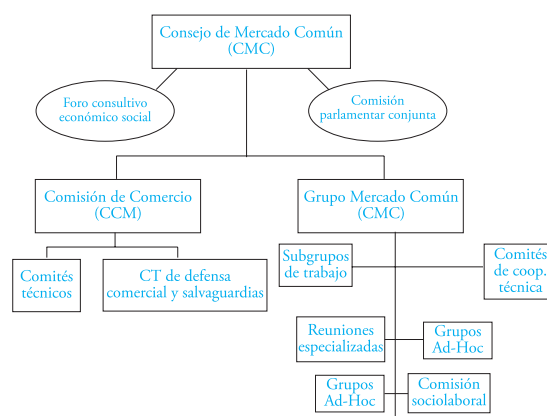 Consejo de Mercado Común
(CMC)
Foro consultivo
económico social
Comisión
parlamentar conjunta
Comisión de Comercio
(CCM)
Grupo Mercado Común
(CMC)
Comités
técnicos
CT de defensa
comercial y salvaguardias
Subgrupos
de trabajo
Comités
de coop.
técnica
Reuniones
especializadas
Grupos
Ad-Hoc
Grupos
Ad-Hoc
Comisión
sociolaboral